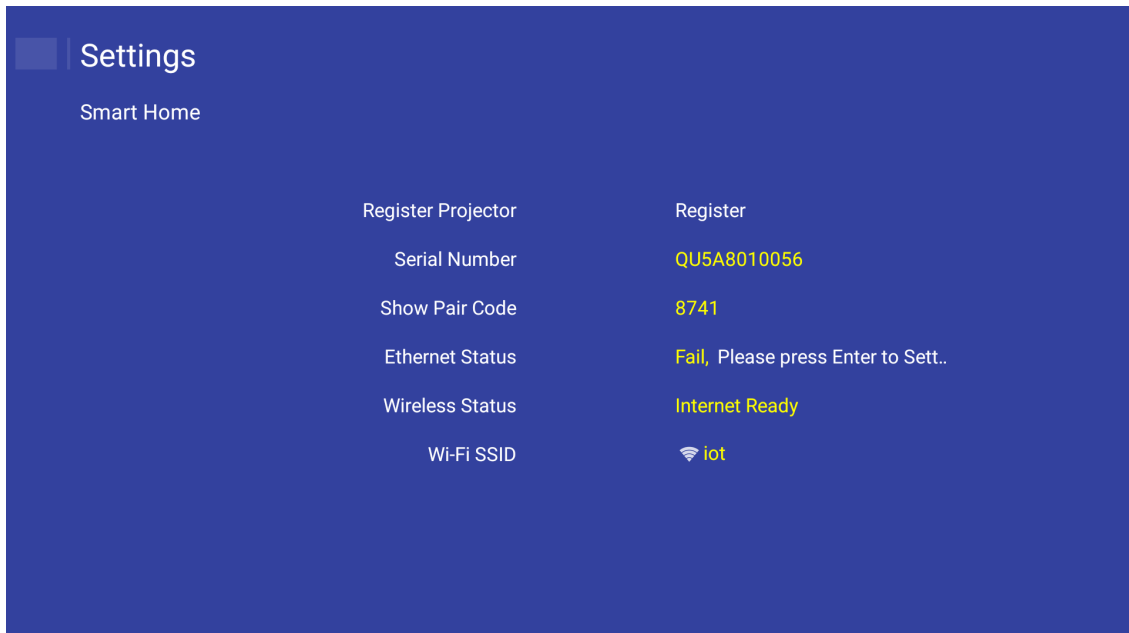 Settings
Smart Home
Register Projector Register
Serial Number QU5A8010056
Show Pair Code 8741
Ethernet Status Fail, Please press Enter to Sett..
Wireless Status Internet Ready
Wi-Fi SSID iot